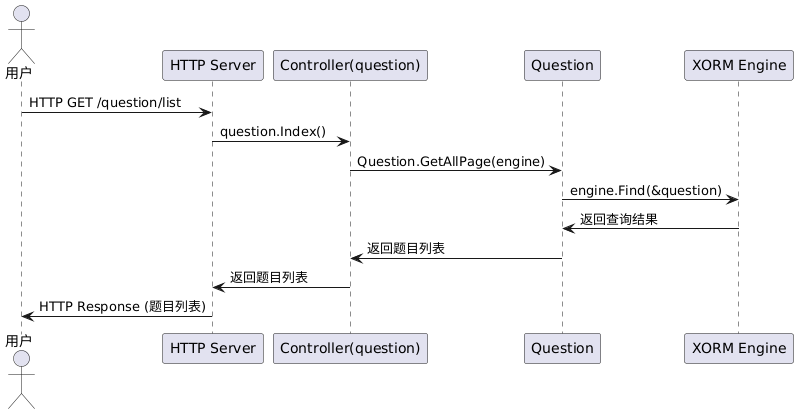 用户
HTTP Server
Controller(question)
Question
XORM Engine
HTTP GET /question/list
question.Index()
Question.GetAllPage(engine)
engine.Find(&question)
返回查询结果
返回题目列表
返回题目列表
HTTP Response (题目列表)
用户
HTTP Server
Controller(question)
Question
XORM Engine